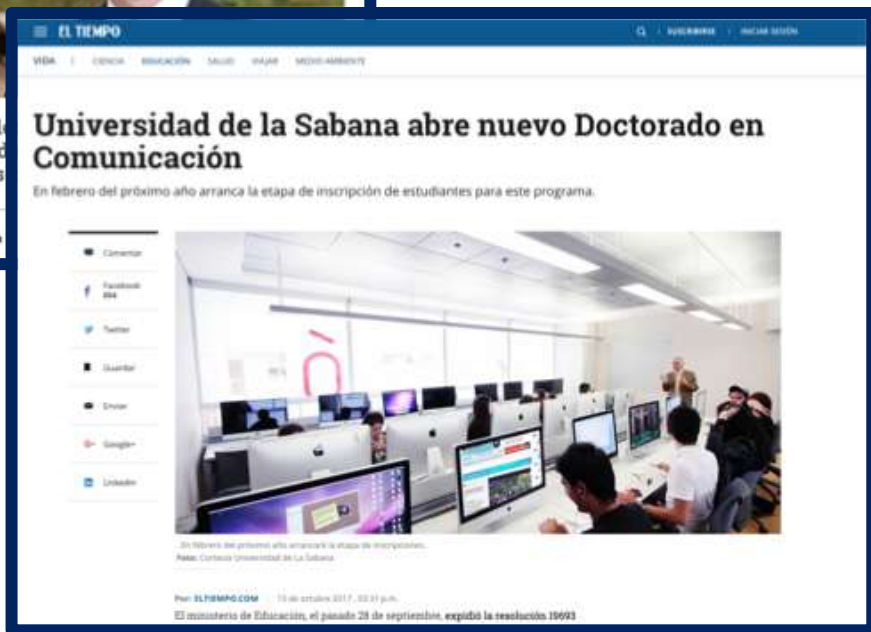 EL TIEMPO
SUSCRIBIRSE
INICIAR SESIÓN
VIDA
CIENCIA EDUCACIÓN SALUD VIAJAR MEDIO AMBIENTE
Universidad de la Sabana abre nuevo Doctorado en
Comunicación
En febrero del próximo año arranca la etapa de inscripción de estudiantes para este programa.
Comentar
Facebook
Twitter
Guardar
Enviar
Google+
Linkedin
En febrero del próximo año arrancará la etapa de inscripciones.
Foto: Cortesía Universidad de La Sabana
Por: ELTIEMPO.COM
de octubre 2017
El ministerio de Educación, el pasado 28 de septiembre, expidió la resolución 19693